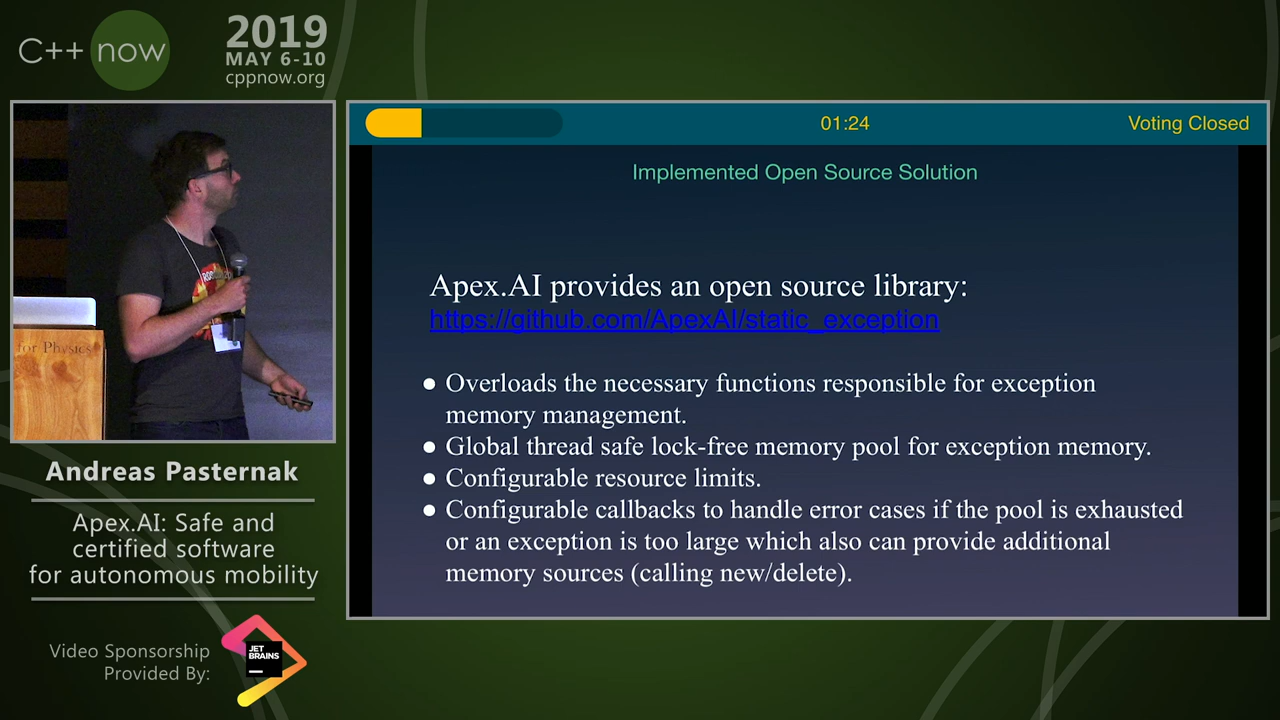 C++ now
2019
MAY 6-10
cppnow.org
01:24
Voting Closed
Implemented Open Source Solution
Apex.AI provides an open source library:
https://github.com/ApexAI/static_exception
● Overloads the necessary functions responsible for exception
memory management.
● Global thread safe lock-free memory pool for exception memory.
● Configurable resource limits.
● Configurable callbacks to handle error cases if the pool is exhausted
or an exception is too large which also can provide additional
memory sources (calling new/delete).
for Physics
Andreas Pasternak
Apex.AI: Safe and
certified software
for autonomous mobility
Video Sponsorship
Provided By:
JET
BRAINS